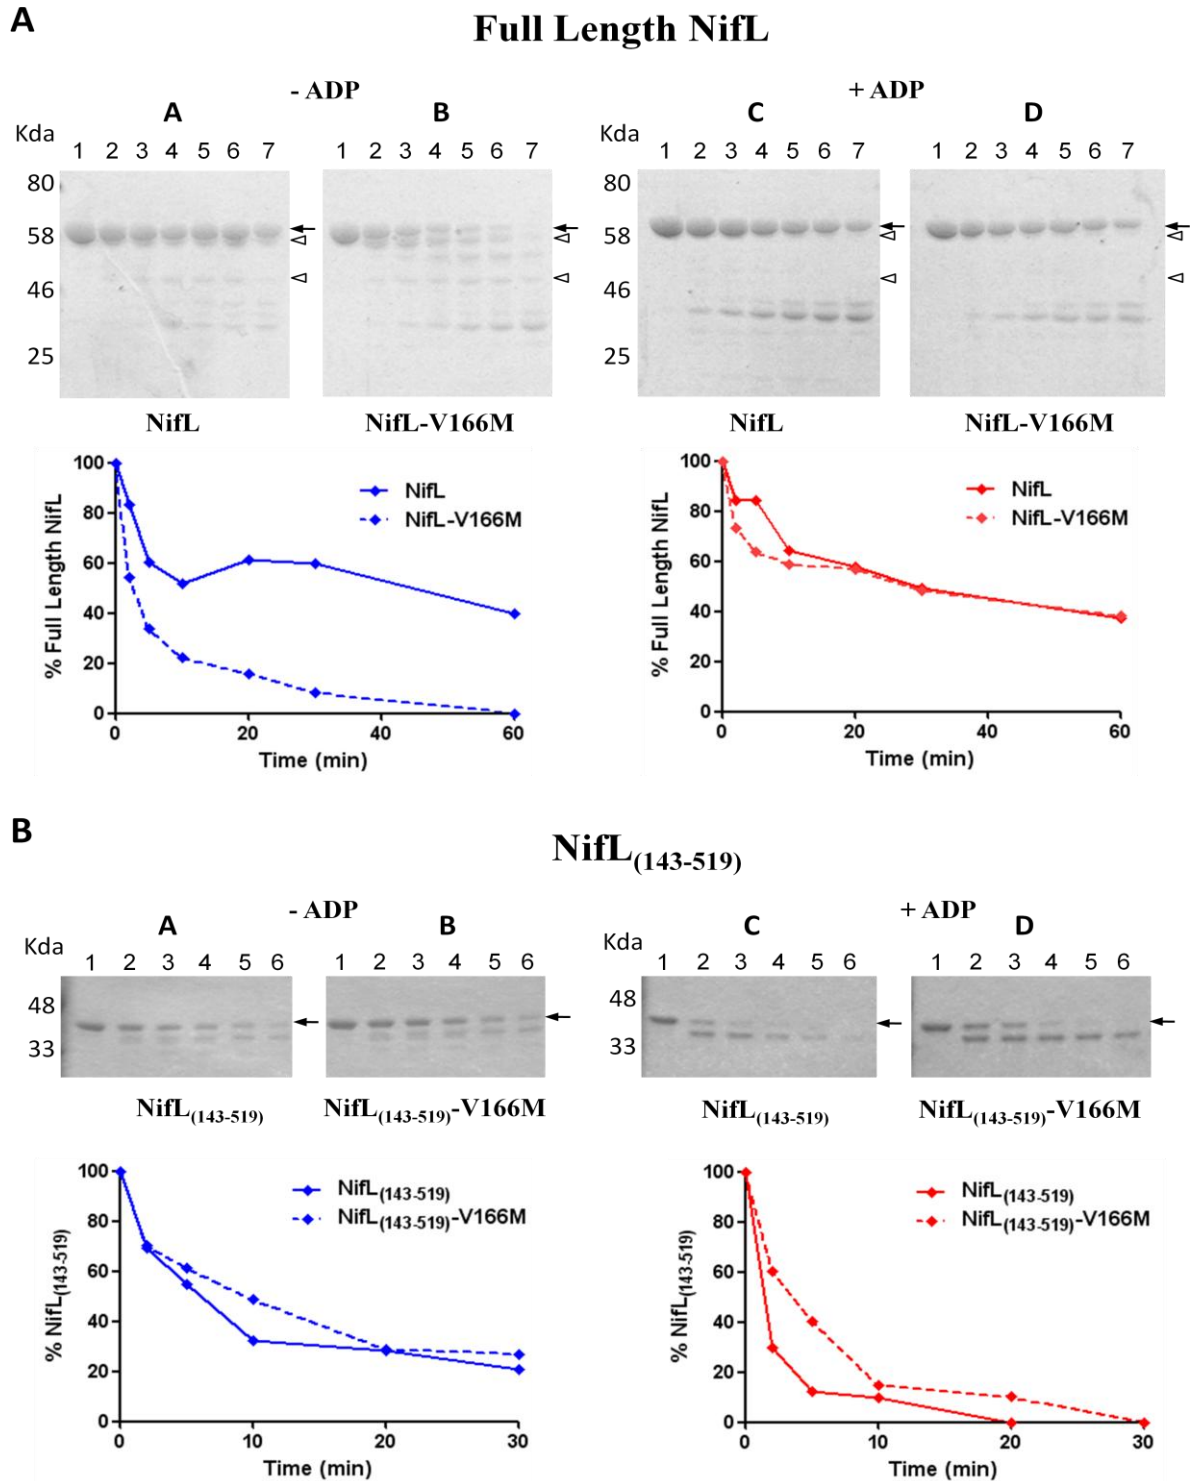 A
Full Length NifL
- ADP
+ ADP
A
B
C
D
Kda
1 2 3 4 5 6 7
1 2 3 4 5 6 7
Kda
1 2 3 4 5 6 7
1 2 3 4 5 6 7
80
58
46
25
80
58
46
25
NifL
NifL-V166M
NifL
NifL-V166M
% Full Length NifL
100
80
60
40
20
0
NifL
NifL-V166M
0 20 40 60
Time (min)
% Full Length NifL
100
80
60
40
20
0
NifL
NifL-V166M
0 20 40 60
Time (min)
B
NifL(143-519)
- ADP
+ ADP
A
B
C
D
Kda
1 2 3 4 5 6
1 2 3 4 5 6
Kda
1 2 3 4 5 6
1 2 3 4 5 6
48
33
48
33
NifL(143-519)
NifL(143-519)-V166M
NifL(143-519)
NifL(143-519)-V166M
% NifL(143-519)
100
80
60
40
20
0
NifL(143-519)
NifL(143-519)-V166M
0 10 20 30
Time (min)
% NifL(143-519)
100
80
60
40
20
0
NifL(143-519)
NifL(143-519)-V166M
0 10 20 30
Time (min)